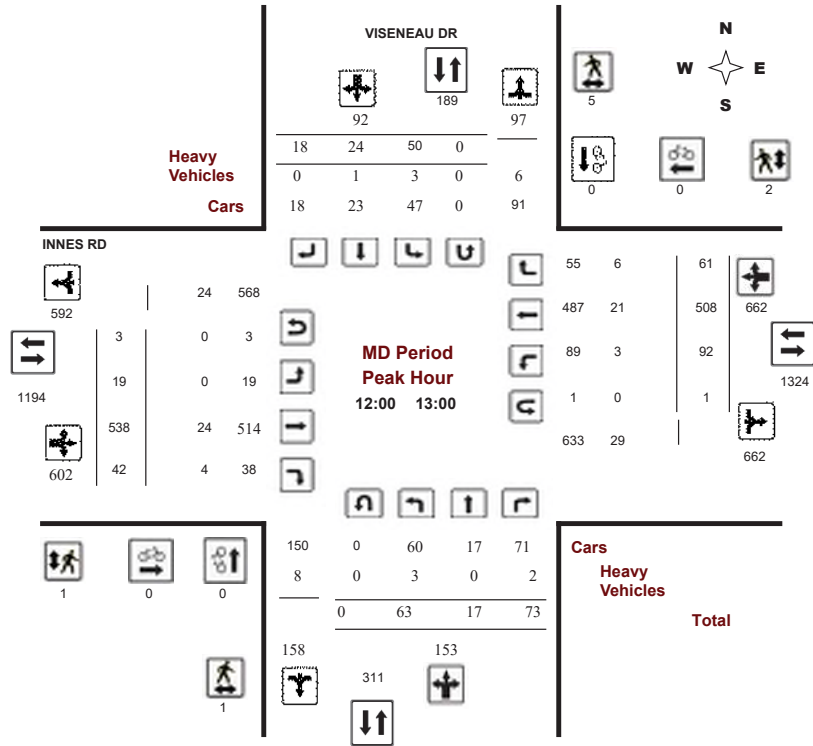 VISENEAU DR
N
W E
S
189
5
92 97
18 24 50 0
Heavy
Vehicles
0 1 3 0 6
0 0 2
Cars
18 23 47 0 91
INNES RD
592
24 568
55 6 61
662
3 0 3
487 21 508
MD Period
Peak Hour
12:00 13:00
1194
19 0 19
89 3 92
1324
1 0 1
538 24 514
633 29
662
602
42 4 38
150 0 60 17 71
Cars
8 0 3 0 2
Heavy
Vehicles
1 0 0
0 63 17 73
Total
158 153
311
1